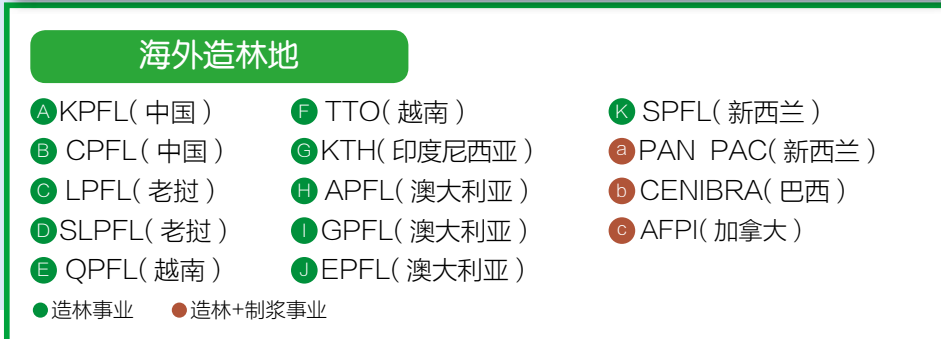 海外造林地
A KPFL(中国)
B CPFL(中国)
C LPFL(老挝)
D SLPFL(老挝)
E QPFL(越南)
F TTO(越南)
G KTH(印度尼西亚)
H APFL(澳大利亚)
I GPFL(澳大利亚)
J EPFL(澳大利亚)
K SPFL(新西兰)
a PAN PAC(新西兰)
b CENIBRA(巴西)
c AFPI(加拿大)
●造林事业 ●造林+制浆事业